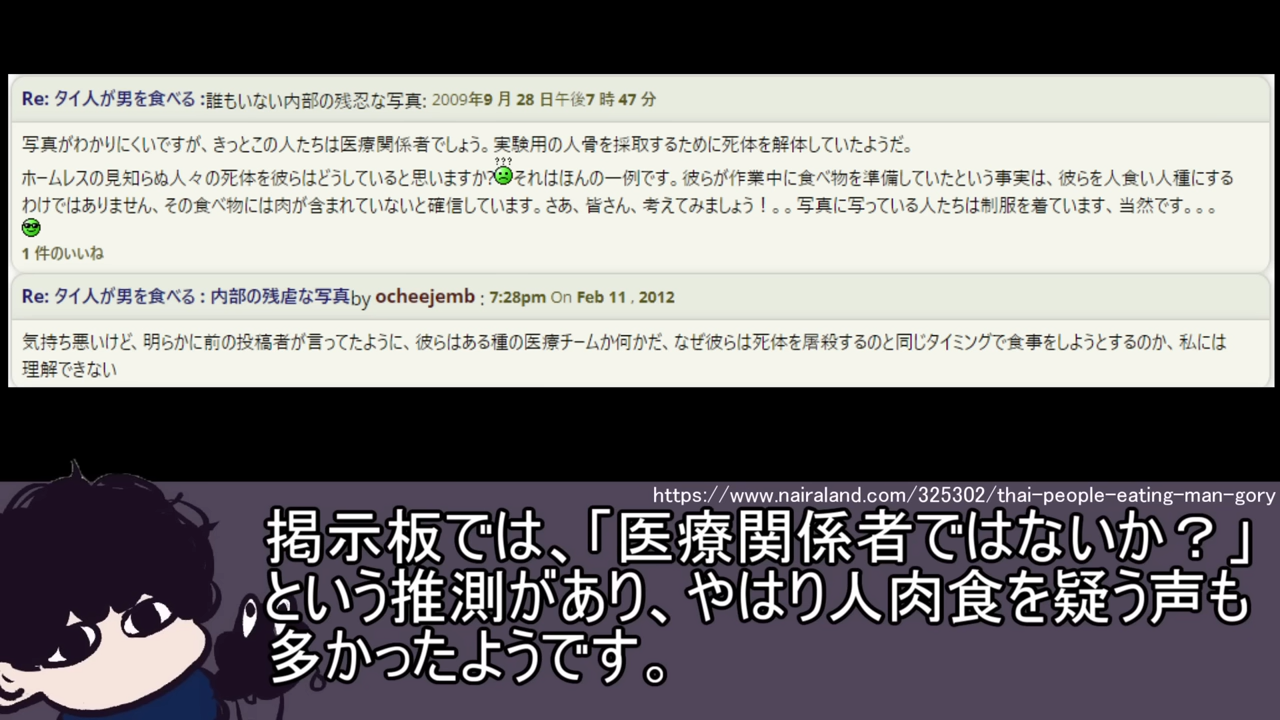 Re: タイ人が男を食べる :誰もいない内部の残忍な写真: 2009年9 月 28 日午後7 時 47 分
写真がわかりにくいですが、きっとこの人たちは医療関係者でしょう。実験用の人骨を採取するために死体を解体していたようだ。
???
ホームレスの見知らぬ人々の死体を彼らはどうしていると思いますか?それはほんの一例です。彼らが作業中に食べ物を準備していたという事実は、彼らを人食い人種にする
わけではありません、その食べ物には肉が含まれていないと確信しています。さあ、皆さん、考えてみましょう！。。写真に写っている人たちは制服を着ています、当然です。。。
1 件のいいね
Re: タイ人が男を食べる : 内部の残虐な写真by ocheejemb : 7:28pm On Feb 11 , 2012
気持ち悪いけど、明らかに前の投稿者が言ってたように、彼らはある種の医療チームか何かだ、なぜ彼らは死体を屠殺するのと同じタイミングで食事をしようとするのか、私には
理解できない
https://www.nairaland.com/325302/thai-people-eating-man-gory
掲示板では、「医療関係者ではないか？」
という推測があり、やはり人肉食を疑う声も
多かったようです。